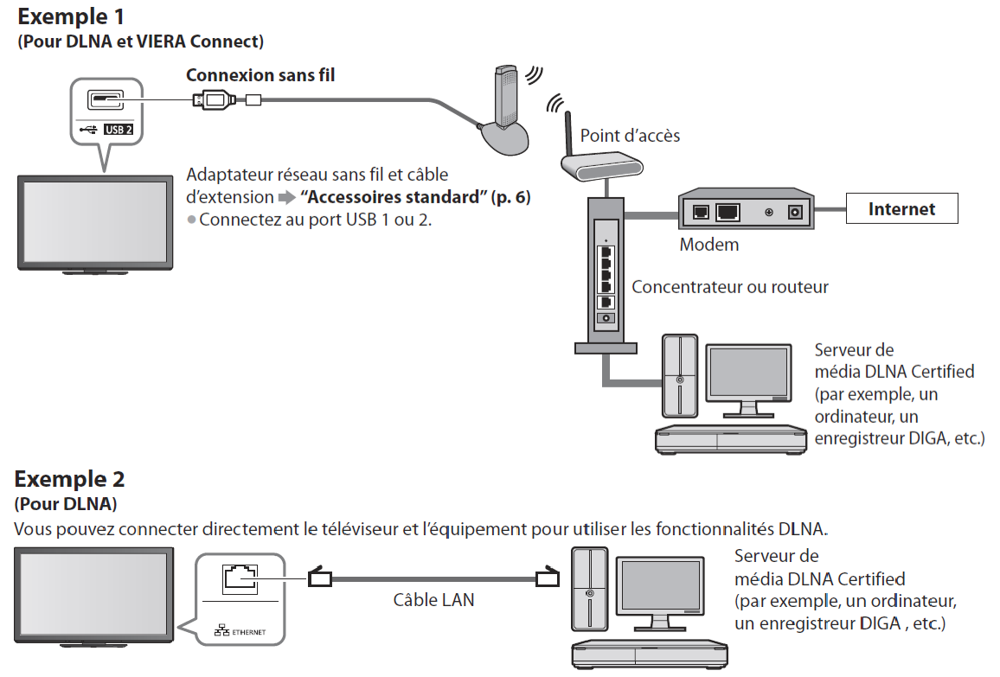 Exemple 1
(Pour DLNA et VIERA Connect)
Connexion sans fil
USB 2
Point d'accès
Adaptateur réseau sans fil et câble
d'extension ➡ “Accessoires standard” (p. 6)
● Connectez au port USB 1 ou 2.
Internet
Modem
Concentrateur ou routeur
Serveur de
média DLNA Certified
(par exemple, un
ordinateur, un
enregistreur DIGA, etc.)
Exemple 2
(Pour DLNA)
Vous pouvez connecter directement le téléviseur et l'équipement pour utiliser les fonctionnalités DLNA.
ETHERNET
Câble LAN
Serveur de
média DLNA Certified
(par exemple, un ordinateur,
un enregistreur DIGA , etc.)